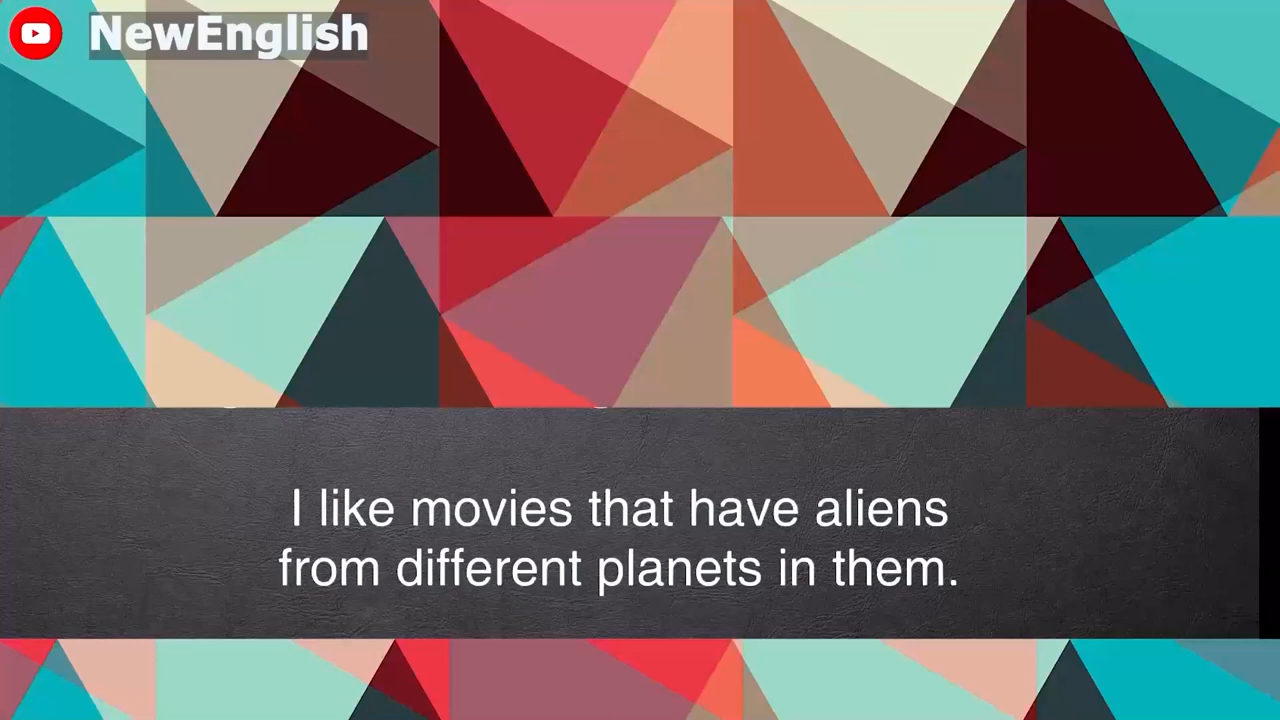 NewEnglish
I like movies that have aliens
from different planets in them.